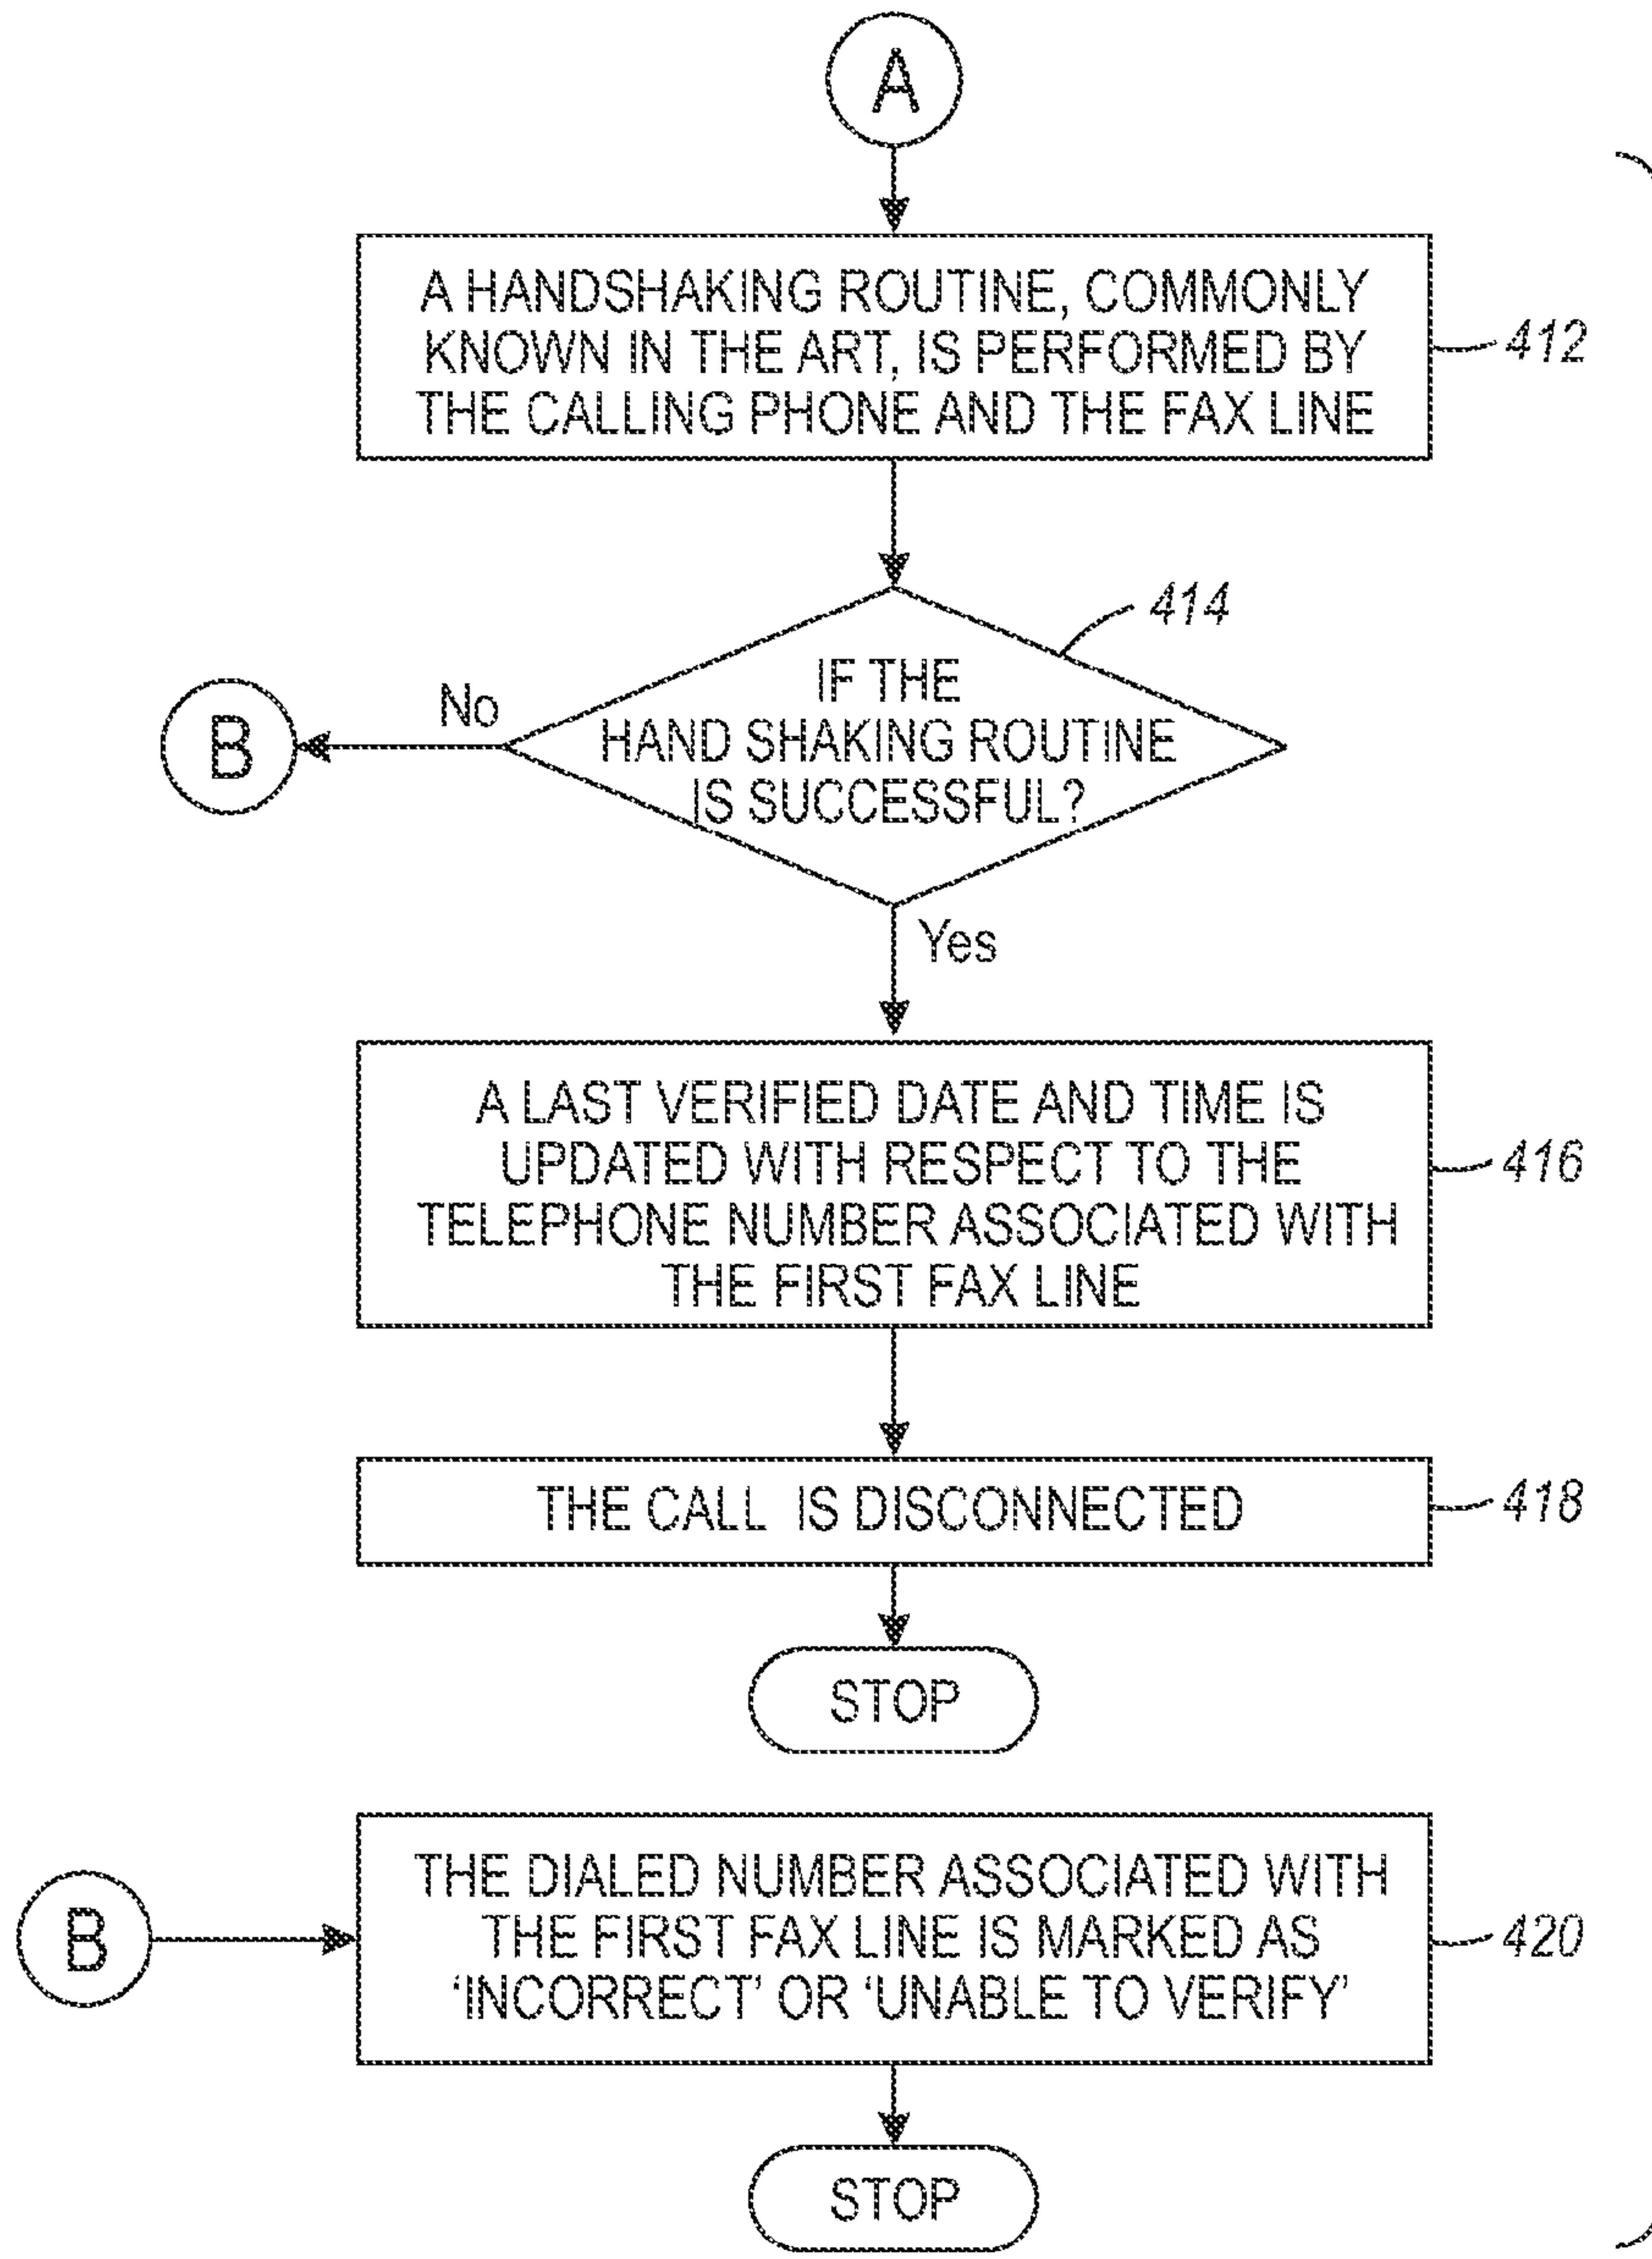 A
A HANDSHAKING ROUTINE, COMMONLY
KNOWN IN THE ART, IS PERFORMED BY
THE CALLING PHONE AND THE FAX LINE
412
414
IF THE
HAND SHAKING ROUTINE
IS SUCCESSFUL?
No
B
Yes
A LAST VERIFIED DATE AND TIME IS
UPDATED WITH RESPECT TO THE
TELEPHONE NUMBER ASSOCIATED WITH
THE FIRST FAX LINE
416
THE CALL IS DISCONNECTED
418
STOP
B
THE DIALED NUMBER ASSOCIATED WITH
THE FIRST FAX LINE IS MARKED AS
‘INCORRECT’ OR ‘UNABLE TO VERIFY’
420
STOP